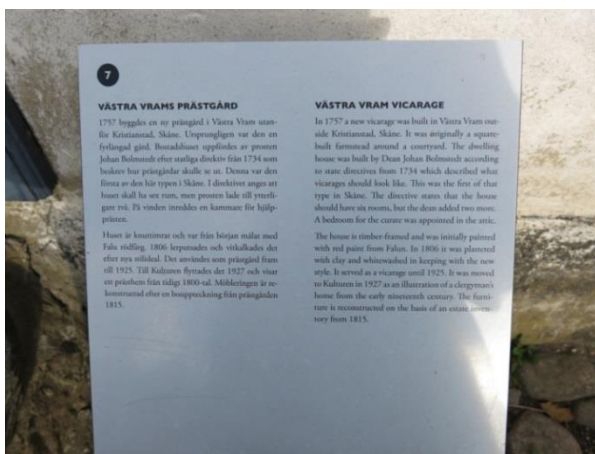 7
VÄSTRA VRAMS PRÄSTGÅRD
1757 byggdes en ny prästgård i Västra Vram utan-
för Kristianstad, Skåne. Ursprungligen var den en
fyrlängad gård. Bostadshuset uppfördes av prosten
Johan Bolmstedt efter statliga direktiv från 1734 som
beskrev hur prästgårdar skulle se ut. Denna var den
första av den här typen i Skåne. I direktivet anges att
huset skall ha sex rum, men prosten lade till ytterli-
gare två. På vinden inreddes en kammare för hjälp-
prästen.
Huset är knuttimrat och var från början målat med
Falu rödfärg. 1806 lerputsades och vitkalkades det
efter nya stilideal. Det användes som prästgård fram
till 1925. Till Kulturen flyttades det 1927 och visar
ett prästhem från tidigt 1800-tal. Möbleringen är re-
konstruerad efter en bouppteckning från prästgården
1815.
VÄSTRA VRAM VICARAGE
In 1757 a new vicarage was built in Västra Vram out-
side Kristianstad, Skåne. It was originally a square-
built farmstead around a courtyard. The dwelling
house was built by Dean Johan Bolmstedt according
to state directives from 1734 which described what
vicarages should look like. This was the first of that
type in Skåne. The directive states that the house
should have six rooms, but the dean added two more.
A bedroom for the curate was appointed in the attic.
The house is timber-framed and was initially painted
with red paint from Falun. In 1806 it was plastered
with clay and whitewashed in keeping with the new
style. It served as a vicarage until 1925. It was moved
to Kulturen in 1927 as an illustration of a clergyman's
home from the early nineteenth century. The furni-
ture is reconstructed on the basis of an estate inven-
tory from 1815.